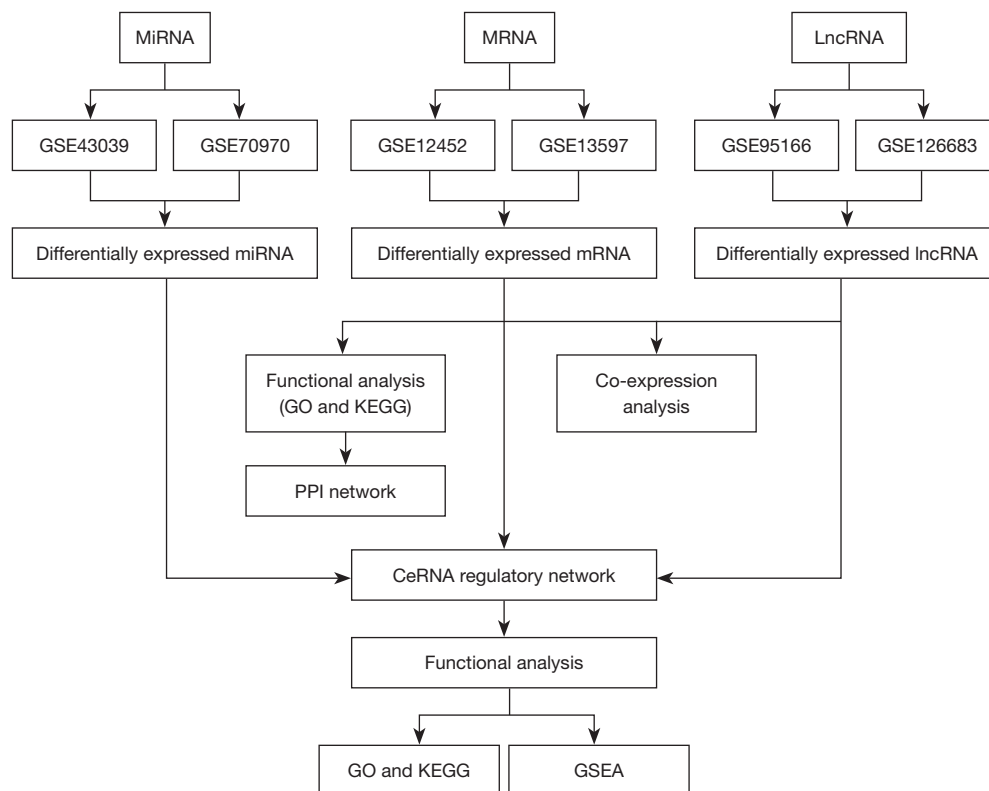 MiRNA
MRNA
LncRNA
GSE43039
GSE70970
GSE12452
GSE13597
GSE95166
GSE126683
Differentially expressed miRNA
Differentially expressed mRNA
Differentially expressed lncRNA
Functional analysis
(GO and KEGG)
Co-expression
analysis
PPI network
CeRNA regulatory network
Functional analysis
GO and KEGG
GSEA